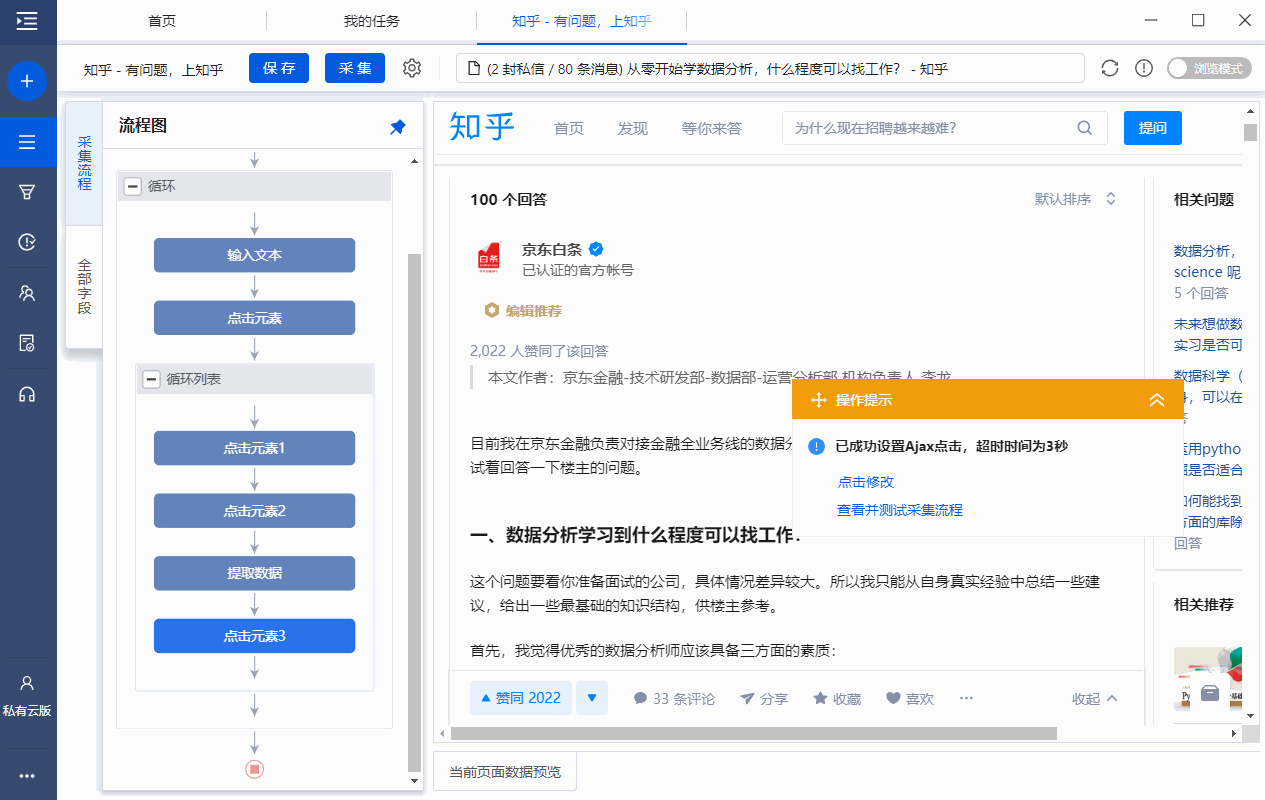 首页
我的任务
知乎 - 有问题，上知乎
知乎 - 有问题，上知乎
保存
采集
(2 封私信 / 80 条消息) 从零开始学数据分析，什么程度可以找工作？ - 知乎
浏览模式
采集流程
全部字段
私有云版
流程图
循环
输入文本
点击元素
循环列表
点击元素1
点击元素2
提取数据
点击元素3
知乎
首页
发现
等你来答
为什么现在招聘越来越难？
提问
100 个回答
默认排序
白条
京东白条
已认证的官方帐号
编辑推荐
2,022 人赞同了该回答
本文作者：京东金融-技术研发部-数据部-运营分析部 机构负责人 李龙
目前我在京东金融负责对接金融全业务线的数据分
试着回答一下楼主的问题。
一、数据分析学习到什么程度可以找工作
这个问题要看你准备面试的公司，具体情况差异较大。所以我只能从自身真实经验中总结一些建
议，给出一些最基础的知识结构，供楼主参考。
首先，我觉得优秀的数据分析师应该具备三方面的素质：
赞同 2022
33 条评论
分享
收藏
喜欢
收起
操作提示
已成功设置Ajax点击，超时时间为3秒
点击修改
查看并测试采集流程
相关问题
数据分析，
science 呢
5 个回答
未来想做数
实习是否可
数据科学（
，可以在
运用pytho
是否适合
如何能找到
方面的库除
回答
相关推荐
Py
当前页面数据预览